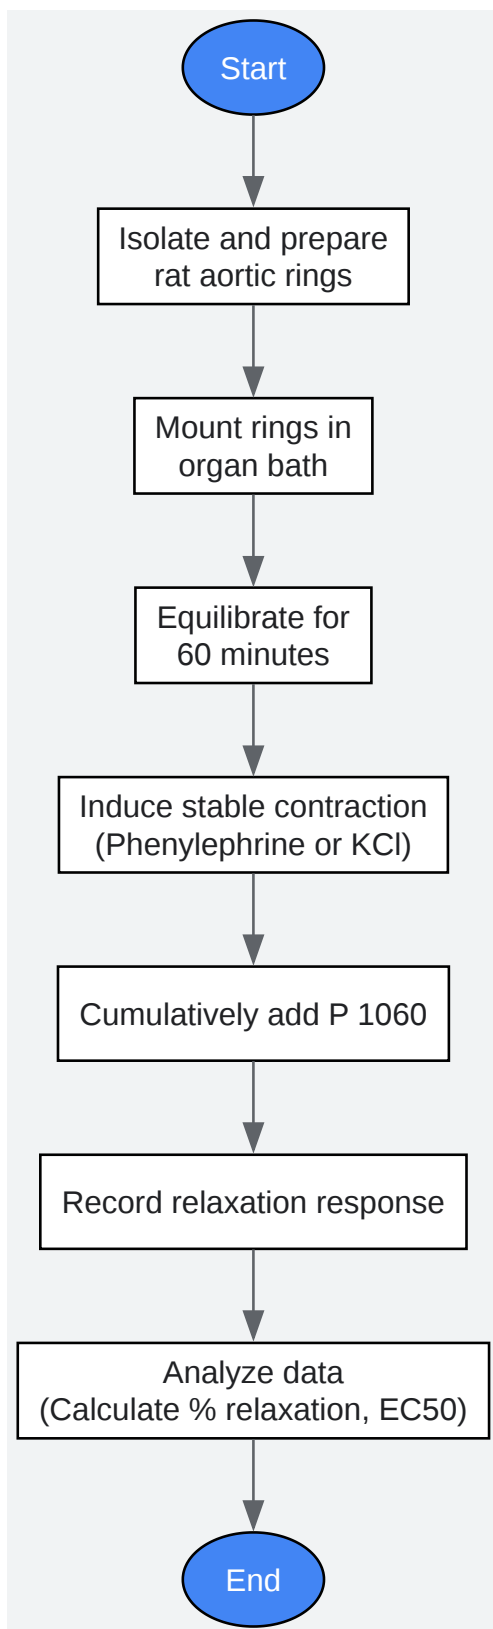 Start
Isolate and prepare
rat aortic rings
Mount rings in
organ bath
Equilibrate for
60 minutes
Induce stable contraction
(Phenylephrine or KCl)
Cumulatively add P 1060
Record relaxation response
Analyze data
(Calculate % relaxation, EC50)
End